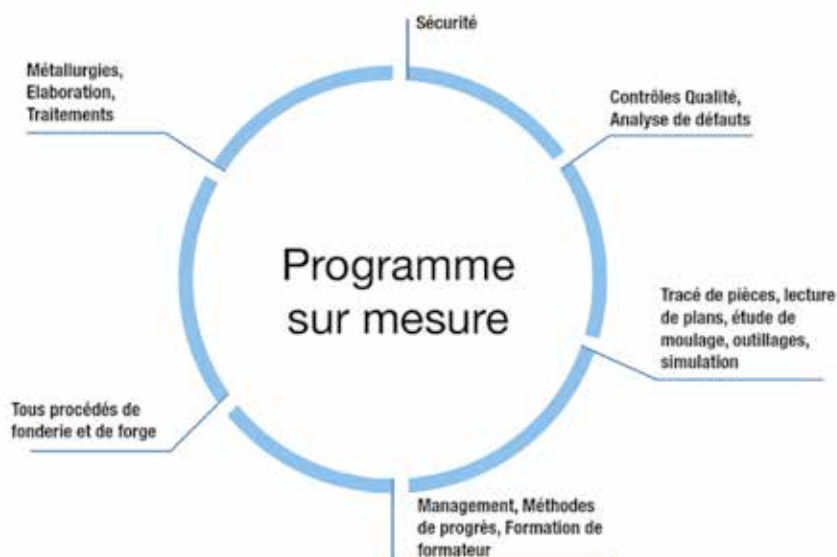 Sécurité
Métallurgies,
Elaboration,
Traitements
Contrôles Qualité,
Analyse de défauts
Programme
sur mesure
Tracé de pièces, lecture
de plans, étude de
moulage, outillages,
simulation
Tous procédés de
fonderie et de forge
Management, Méthodes
de progrès, Formation de
formateur